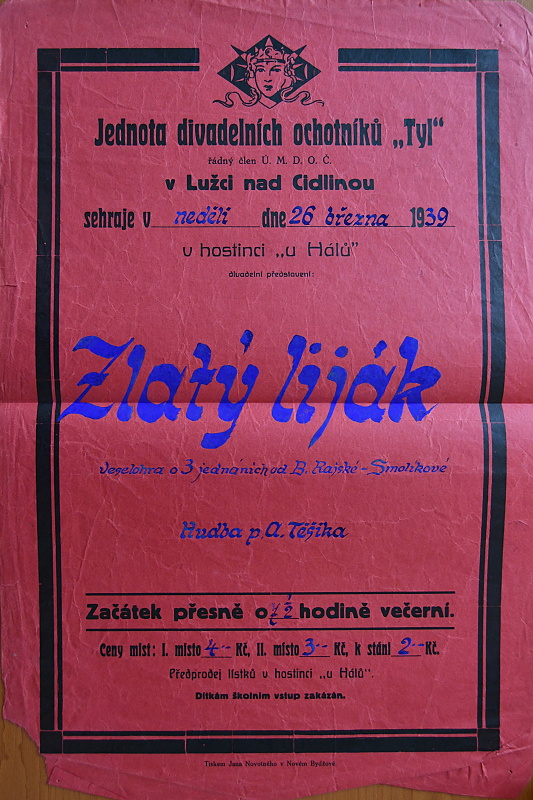 Jednota divadelních ochotníků „Tyl“
řádný člen Ú. M. D. O. Č.
v Lužci nad Cidlinou
sehraje v neděli dne 26 března 1939
v hostinci „u Hálů”
divadelní představení:
Zlatý liják
veselohra o 3 jednáních od B. Rajské-Smolíkové
Hudba p. A. Těšíka
Začátek přesně o hodině večerní.
Ceny míst: I. místo 4·- Kč, II. místo 3·- Kč, k stání 2·- Kč.
Předprodej lístků v hostinci „u Hálů”.
Dítkám školním vstup zakázán.
Tiskem Jana Novotného v Novém Bydžově.